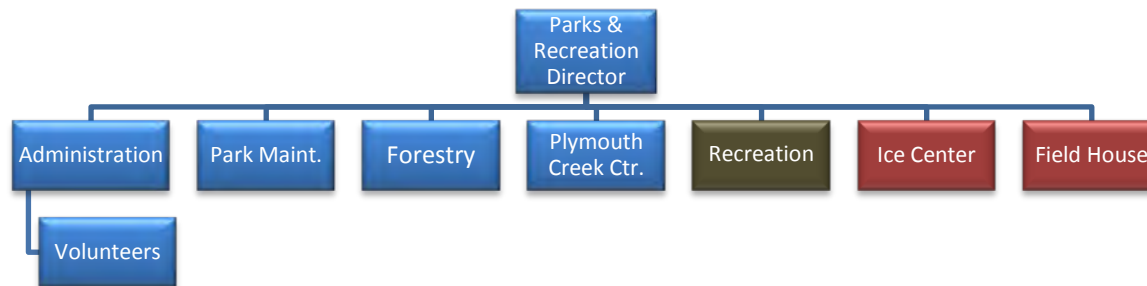 Parks &
Recreation
Director
Administration
Park Maint.
Forestry
Plymouth
Creek Ctr.
Recreation
Ice Center
Field House
Volunteers